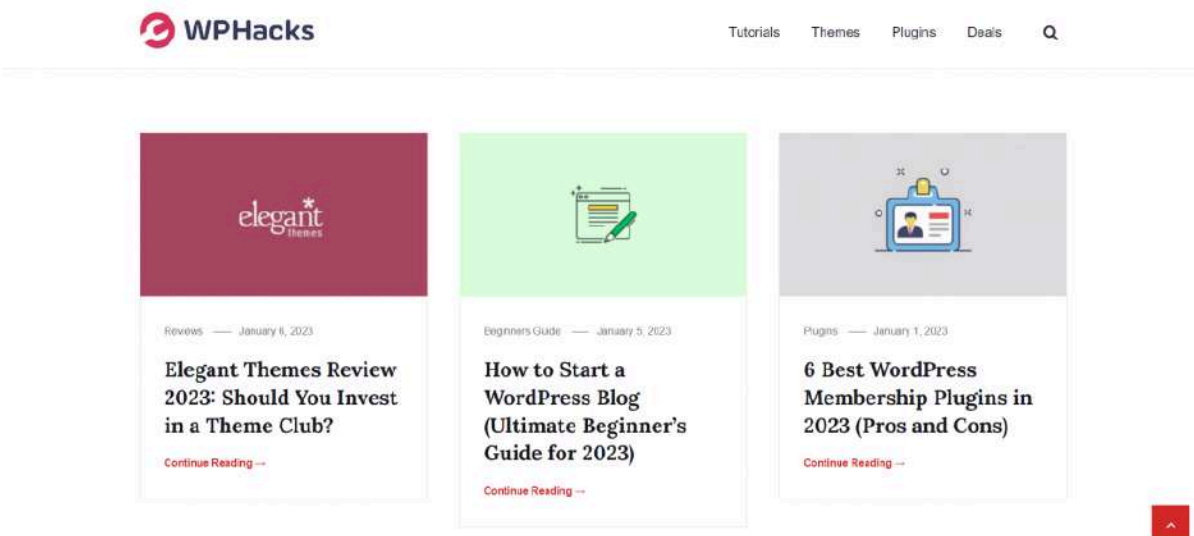 WPHacks
Tutorials Themes Plugins Deals
elegant
themes
Reviews — January 6, 2023
Elegant Themes Review
2023: Should You Invest
in a Theme Club?
Continue Reading →
Beginners Guide — January 5, 2023
How to Start a
WordPress Blog
(Ultimate Beginner's
Guide for 2023)
Continue Reading →
Plugins — January 1, 2023
6 Best WordPress
Membership Plugins in
2023 (Pros and Cons)
Continue Reading →